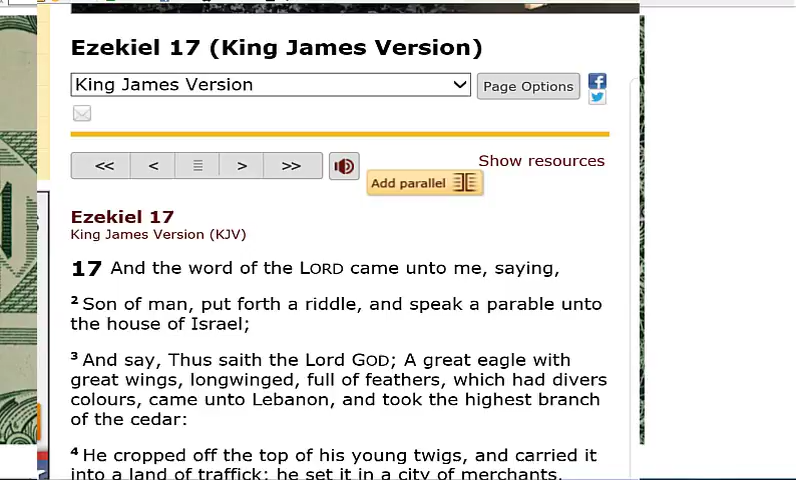 Ezekiel 17 (King James Version)
King James Version
Page Options
<< < > >>
Show resources
Add parallel
Ezekiel 17
King James Version (KJV)
17 And the word of the LORD came unto me, saying,
2 Son of man, put forth a riddle, and speak a parable unto
the house of Israel;
3 And say, Thus saith the Lord GOD; A great eagle with
great wings, longwinged, full of feathers, which had divers
colours, came unto Lebanon, and took the highest branch
of the cedar:
4 He cropped off the top of his young twigs, and carried it
into a land of traffick; he set it in a city of merchants.